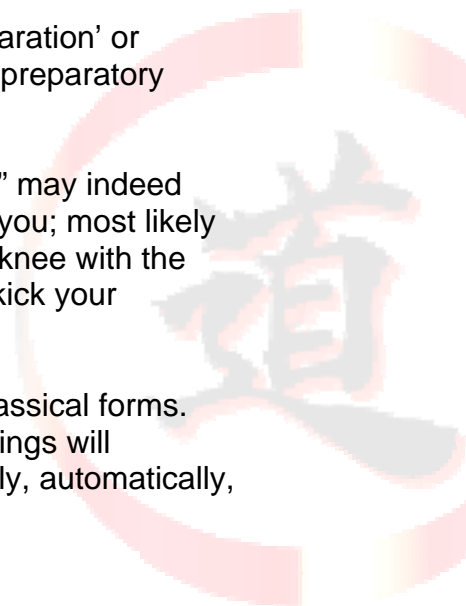 aration’ or
preparatory
” may indeed
you; most likely
knee with the
kick your
assical forms.
ings will
ly, automatically,
道